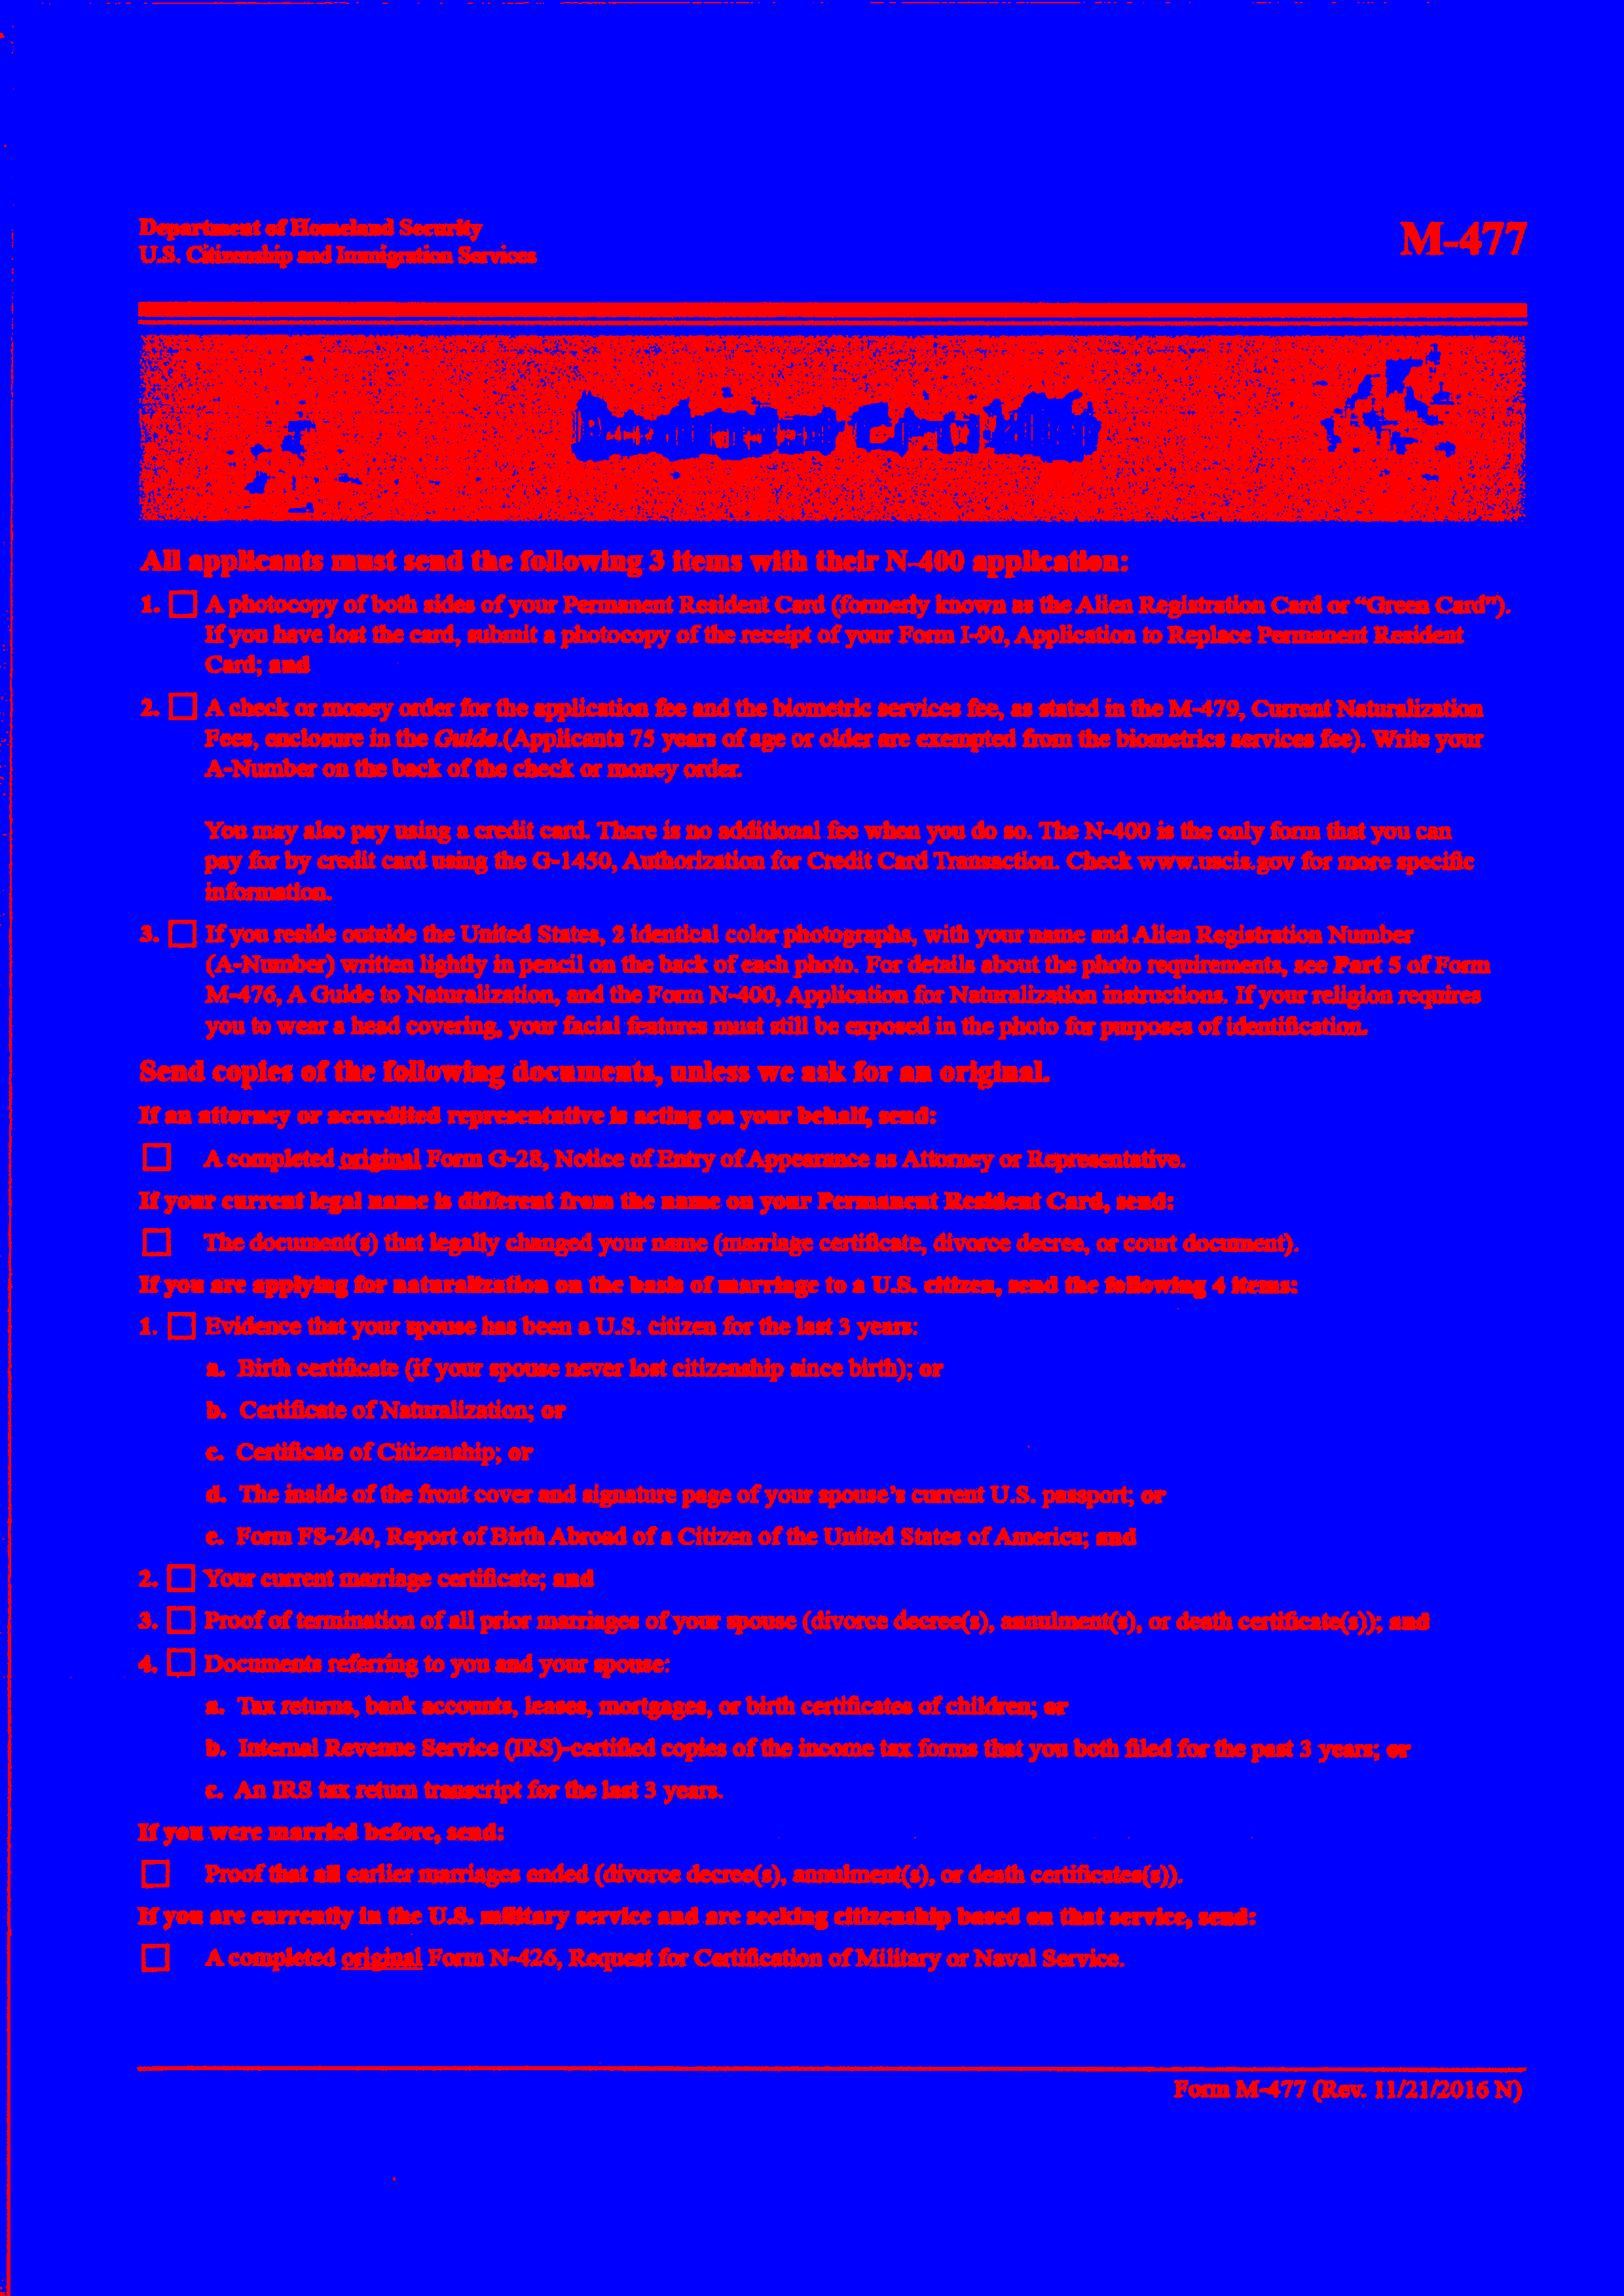 Department of Homeland Security
U.S. Citizenship and Immigration Services
M-477
All applicants must send the following 3 items with their N-400 application:
1. A photocopy of both sides of your Permanent Resident Card (formerly known as the Alien Registration Card or “Green Card”).
If you have lost the card, submit a photocopy of the receipt of your Form I-90, Application to Replace Permanent Resident
Card; and
2. A check or money order for the application fee and the biometric services fee, as stated in the M-479, Current Naturalization
Fees, enclosure in the Guide.(Applicants 75 years of age or older are exempted from the biometrics services fee). Write your
A-Number on the back of the check or money order.
You may also pay using a credit card. There is no additional fee when you do so. The N-400 is the only form that you can
pay for by credit card using the G-1450, Authorization for Credit Card Transaction. Check www.uscis.gov for more specific
information.
3. If you reside outside the United States, 2 identical color photographs, with your name and Alien Registration Number
(A-Number) written lightly in pencil on the back of each photo. For details about the photo requirements, see Part 5 of Form
M-476, A Guide to Naturalization, and the Form N-400, Application for Naturalization instructions. If your religion requires
you to wear a head covering, your facial features must still be exposed in the photo for purposes of identification.
Send copies of the following documents, unless we ask for an original.
If an attorney or accredited representative is acting on your behalf, send:
A completed original Form G-28, Notice of Entry of Appearance as Attorney or Representative.
If your current legal name is different from the name on your Permanent Resident Card, send:
The document(s) that legally changed your name (marriage certificate, divorce decree, or court document).
If you are applying for naturalization on the basis of marriage to a U.S. citizen, send the following 4 items:
1. Evidence that your spouse has been a U.S. citizen for the last 3 years:
a. Birth certificate (if your spouse never lost citizenship since birth); or
b. Certificate of Naturalization; or
c. Certificate of Citizenship; or
d. The inside of the front cover and signature page of your spouse's current U.S. passport; or
e. Form FS-240, Report of Birth Abroad of a Citizen of the United States of America; and
2. Your current marriage certificate; and
3. Proof of termination of all prior marriages of your spouse (divorce decree(s), annulment(s), or death certificate(s)); and
4. Documents referring to you and your spouse:
a. Tax returns, bank accounts, leases, mortgages, or birth certificates of children; or
b. Internal Revenue Service (IRS)-certified copies of the income tax forms that you both filed for the past 3 years; or
c. An IRS tax return transcript for the last 3 years.
If you were married before, send:
Proof that all earlier marriages ended (divorce decree(s), annulment(s), or death certificates(s)).
If you are currently in the U.S. military service and are seeking citizenship based on that service, send:
A completed original Form N-426, Request for Certification of Military or Naval Service.
Form M-477 (Rev. 11/21/2016 N)